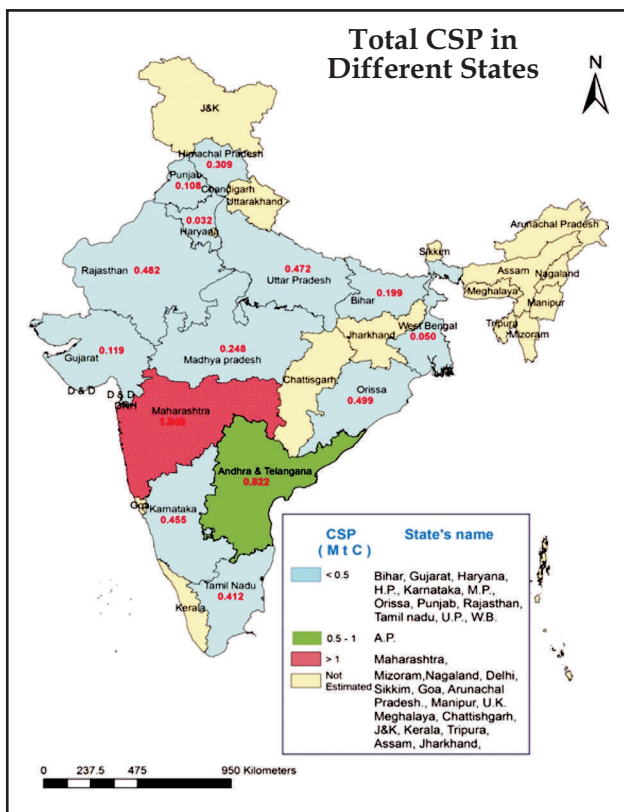 Total CSP in
Different States
N
J&K
Himachal Pradesh
0.309
Punjab
0.108
Chandigarh
Uttarakhand
0.032
Haryana
Arunachal Pradesh
Sikkim
Rajasthan 0.482
0.472
Uttar Pradesh
Assam
Nagaland
0.199
Bihar
Meghalaya
Manipur
Jharkhand
West Bengal
0.050
Tripura
Mizoram
0.119
Gujarat
0.248
Madhya pradesh
Chattisgarh
Orissa
0.499
D & D
D & D
DNH
Maharashtra
Andhra & Telangana
0.822
Goa
Karnataka
0.455
Tamil Nadu
0.412
Kerala
CSP
( M t C )
State's name
< 0.5
Bihar, Gujarat, Haryana,
H.P., Karnataka, M.P.,
Orissa, Punjab, Rajasthan,
Tamil nadu, U.P., W.B.
0.5 - 1
A.P.
> 1
Maharashtra,
Not
Estimated
Mizoram,Nagaland, Delhi,
Sikkim, Goa, Arunachal
Pradesh., Manipur, U.K.
Meghalaya, Chattishgarh,
J&K, Kerala, Tripura,
Assam, Jharkhand,
0 237.5 475 950 Kilometers